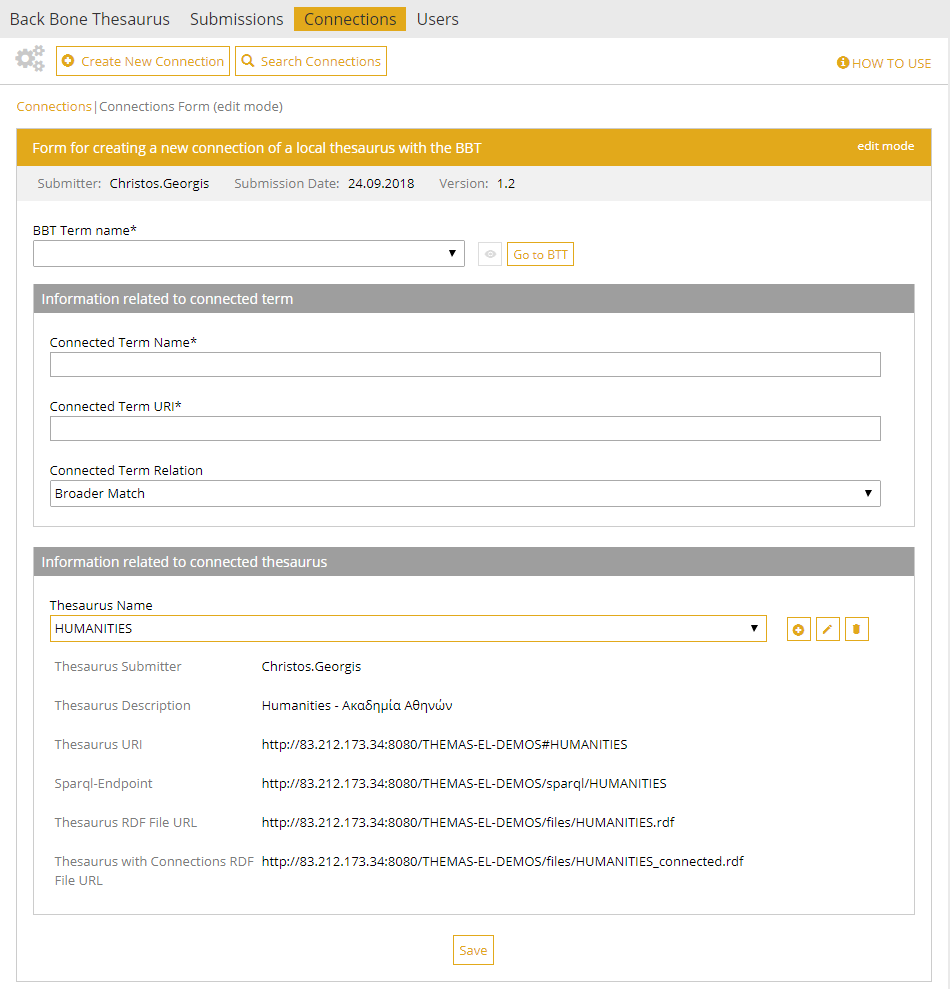 Back Bone Thesaurus Submissions Connections Users
Create New Connection Search Connections HOW TO USE
Connections|Connections Form (edit mode)
Form for creating a new connection of a local thesaurus with the BBT edit mode
Submitter: Christos.Georgis Submission Date: 24.09.2018 Version: 1.2
BBT Term name*
Go to BTT
Information related to connected term
Connected Term Name*
Connected Term URI*
Connected Term Relation
Broader Match
Information related to connected thesaurus
Thesaurus Name
HUMANITIES
Thesaurus Submitter Christos.Georgis
Thesaurus Description Humanities - Ακαδημία Αθηνών
Thesaurus URI http://83.212.173.34:8080/THEMAS-EL-DEMOS#HUMANITIES
Sparql-Endpoint http://83.212.173.34:8080/THEMAS-EL-DEMOS/sparql/HUMANITIES
Thesaurus RDF File URL http://83.212.173.34:8080/THEMAS-EL-DEMOS/files/HUMANITIES.rdf
Thesaurus with Connections RDF http://83.212.173.34:8080/THEMAS-EL-DEMOS/files/HUMANITIES_connected.rdf
File URL
Save